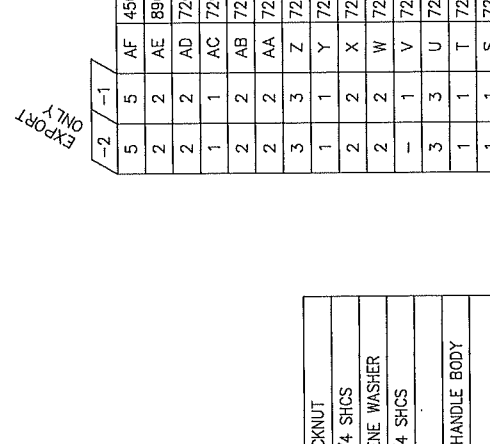 EXPORT
ONLY
-2 -1
5 5 AF 45
2 2 AE 89
2 2 AD 72
1 1 AC 72
2 2 AB 72
2 2 AA 72
3 3 Z 72
CKNUT 1 1 Y 72
4 SHCS 2 2 X 72
NE WASHER 2 2 W 72
4 SHCS - 1 V 72
3 3 U 72
HANDLE BODY 1 1 T 72
1 1 S 72